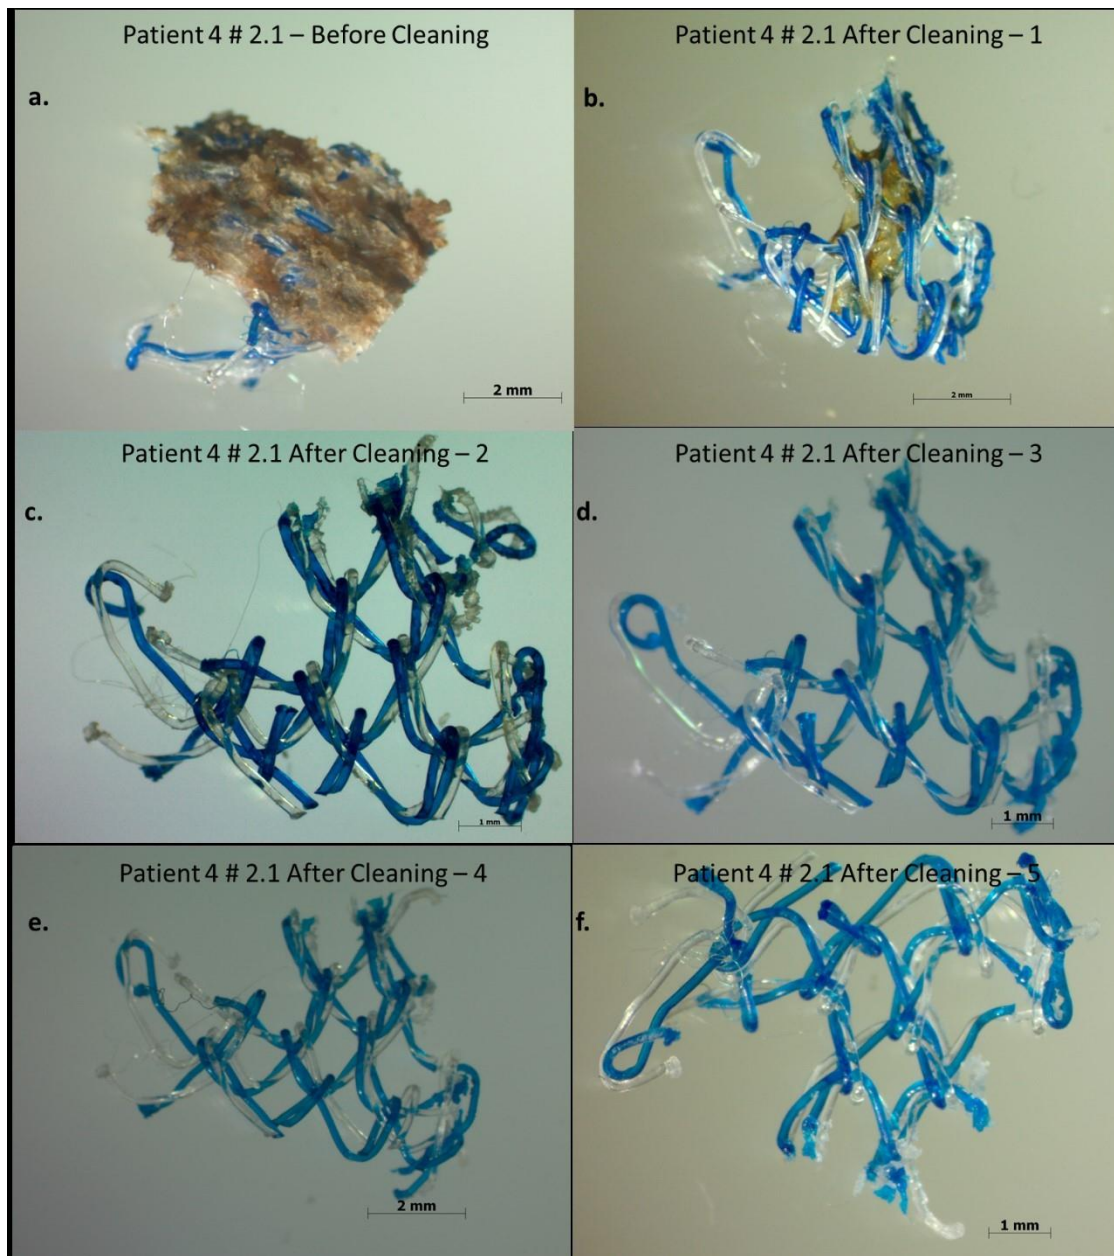 Patient 4 # 2.1 – Before Cleaning
a.
2 mm
Patient 4 # 2.1 After Cleaning – 1
b.
2 mm
Patient 4 # 2.1 After Cleaning – 2
c.
1 mm
Patient 4 # 2.1 After Cleaning – 3
d.
1 mm
Patient 4 # 2.1 After Cleaning – 4
e.
2 mm
Patient 4 # 2.1 After Cleaning – 5
f.
1 mm